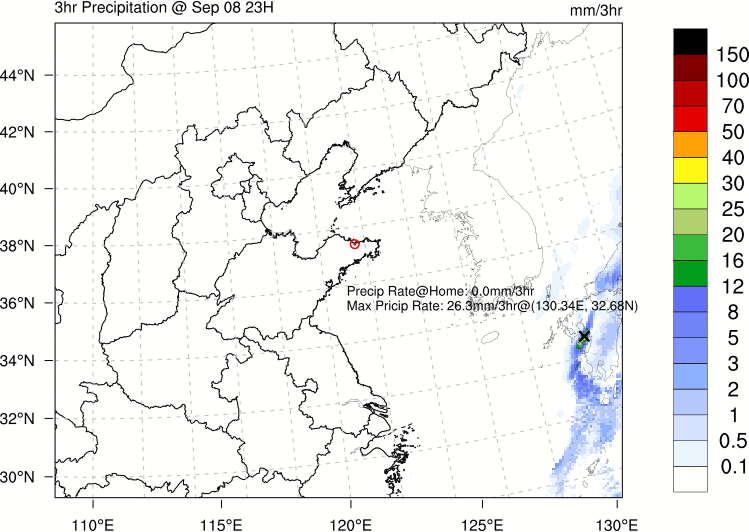 3hr Precipitation @ Sep 08 23H
mm/3hr
44°N
42°N
40°N
38°N
36°N
34°N
32°N
30°N
Precip Rate@Home: 0.0mm/3hr
Max Pricip Rate: 26.3mm/3hr@(130.34E, 32.68N)
110°E
115°E
120°E
125°E
130°E
150
100
70
50
40
30
25
20
16
12
8
5
3
2
1
0.5
0.1